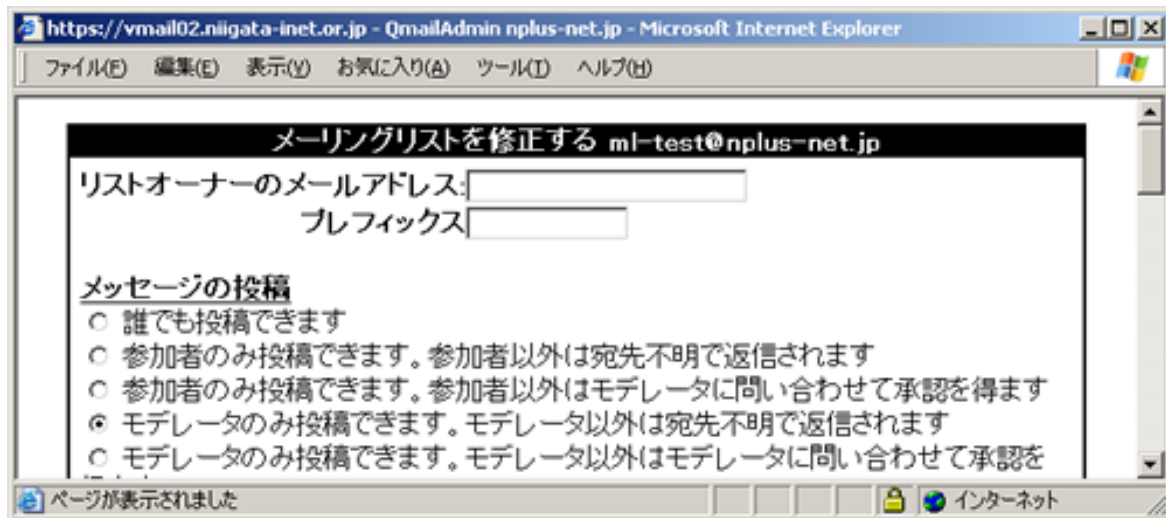 https://vmail02.niigata-inet.or.jp - QmailAdmin nplus-net.jp - Microsoft Internet Explorer
ファイル(F) 編集(E) 表示(V) お気に入り(A) ツール(T) ヘルプ(H)
メーリングリストを修正する ml-test@nplus-net.jp
リストオーナーのメールアドレス:
プレフィックス
メッセージの投稿
誰でも投稿できます
参加者のみ投稿できます。参加者以外は宛先不明で返信されます
参加者のみ投稿できます。参加者以外はモデレータに問い合わせて承認を得ます
モデレータのみ投稿できます。モデレータ以外は宛先不明で返信されます
モデレータのみ投稿できます。モデレータ以外はモデレータに問い合わせて承認を
ページが表示されました インターネット